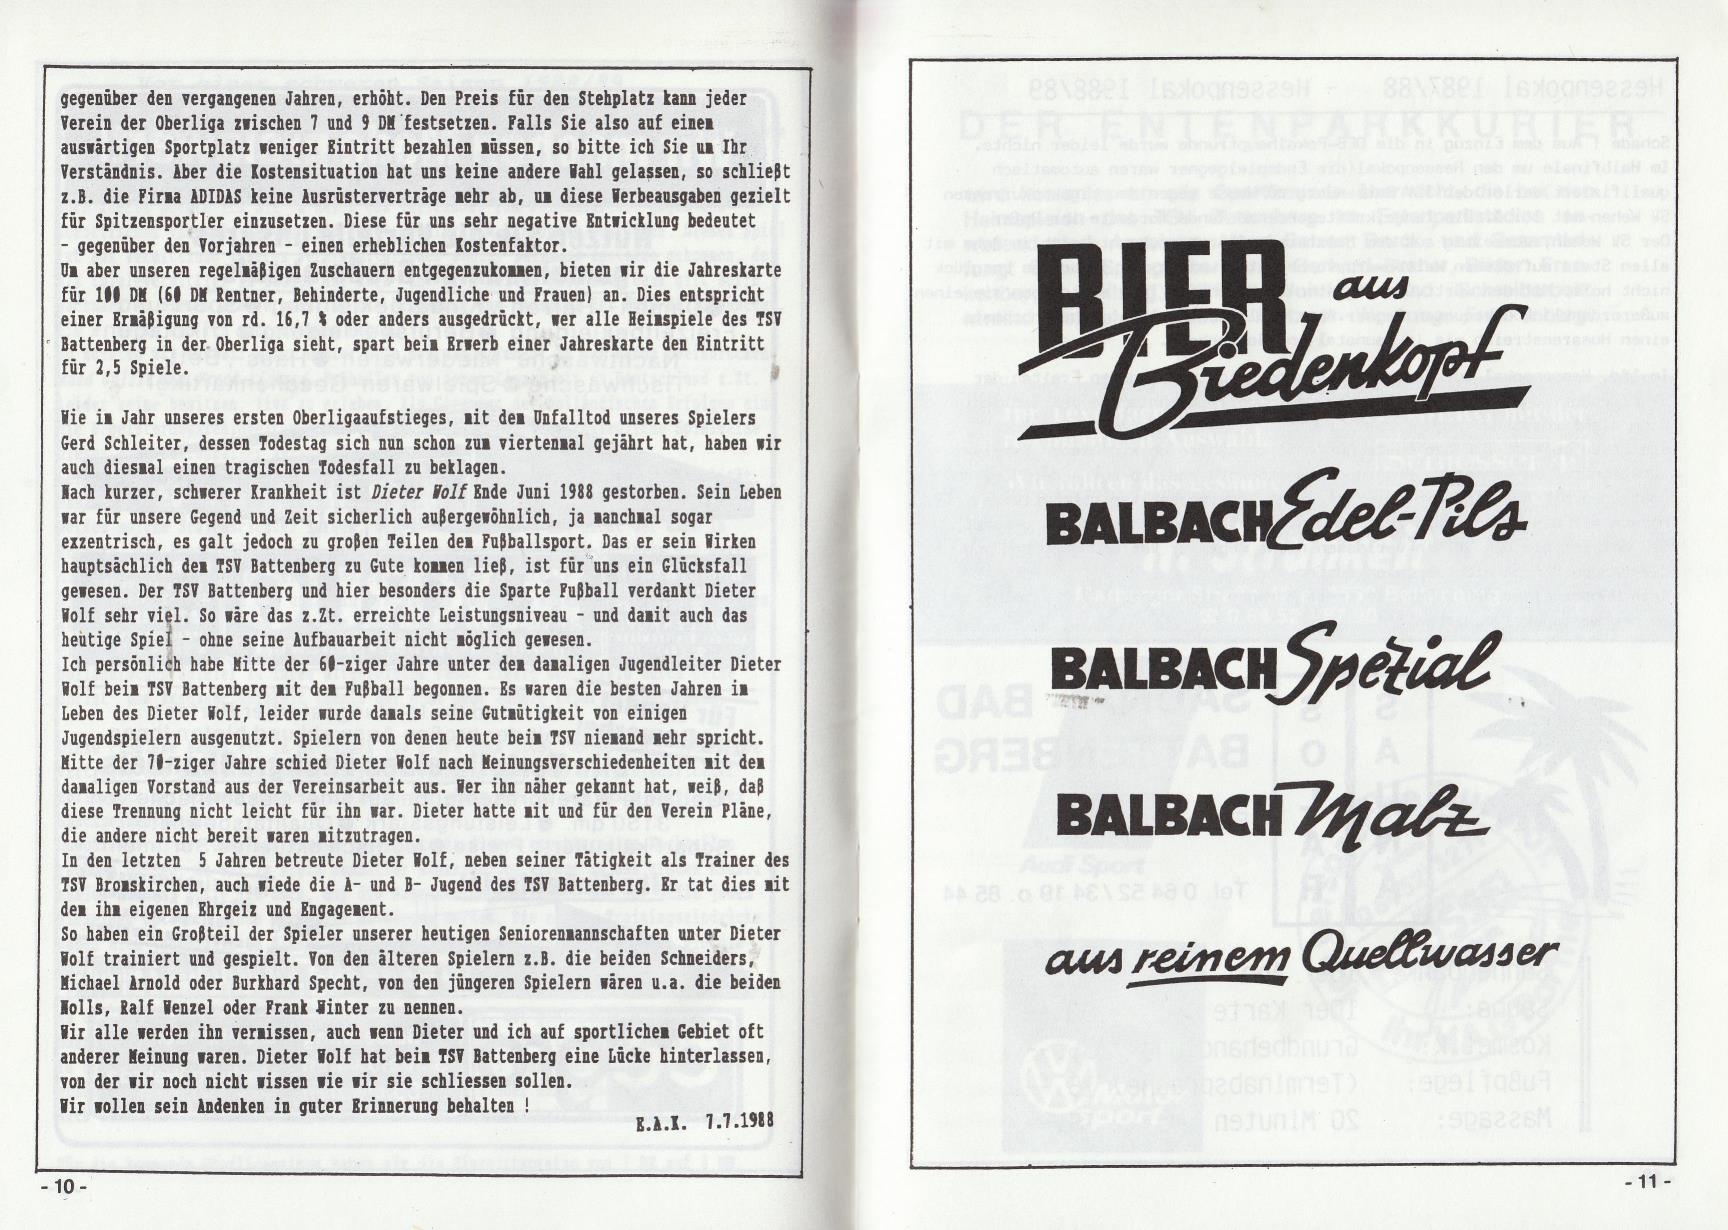 gegenüber den vergangenen Jahren, erhöht. Den Preis für den Stehplatz kann jeder
Verein der Oberliga zwischen 7 und 9 DM festsetzen. Falls Sie also auf einem
auswärtigen Sportplatz weniger Eintritt bezahlen müssen, so bitte ich Sie um Ihr
Verständnis. Aber die Kostensituation hat uns keine andere Wahl gelassen, so schließt
z.B. die Firma ADIDAS keine Ausrüsterverträge mehr ab, um diese Werbeausgaben gezielt
für Spitzensportler einzusetzen. Diese für uns sehr negative Entwicklung bedeutet
- gegenüber den Vorjahren - einen erheblichen Kostenfaktor.
Um aber unseren regelmäßigen Zuschauern entgegenzukommen, bieten wir die Jahreskarte
für 100 DM (60 DM Rentner, Behinderte, Jugendliche und Frauen) an. Dies entspricht
einer Ermäßigung von rd. 16,7 % oder anders ausgedrückt, wer alle Heimspiele des TSV
Battenberg in der Oberliga sieht, spart beim Erwerb einer Jahreskarte den Eintritt
für 2,5 Spiele.
Wie im Jahr unseres ersten Oberligaaufstieges, mit dem Unfalltod unseres Spielers
Gerd Schleiter, dessen Todestag sich nun schon zum viertenmal gejährt hat, haben wir
auch diesmal einen tragischen Todesfall zu beklagen.
Nach kurzer, schwerer Krankheit ist Dieter Wolf Ende Juni 1988 gestorben. Sein Leben
war für unsere Gegend und Zeit sicherlich außergewöhnlich, ja manchmal sogar
exzentrisch, es galt jedoch zu großen Teilen dem Fußballsport. Das er sein Wirken
hauptsächlich dem TSV Battenberg zu Gute kommen ließ, ist für uns ein Glücksfall
gewesen. Der TSV Battenberg und hier besonders die Sparte Fußball verdankt Dieter
Wolf sehr viel. So wäre das z.Zt. erreichte Leistungsniveau - und damit auch das
heutige Spiel - ohne seine Aufbauarbeit nicht möglich gewesen.
Ich persönlich habe Mitte der 60-ziger Jahre unter dem damaligen Jugendleiter Dieter
Wolf beim TSV Battenberg mit dem Fußball begonnen. Es waren die besten Jahren im
Leben des Dieter Wolf, leider wurde damals seine Gutmütigkeit von einigen
Jugendspielern ausgenutzt. Spielern von denen heute beim TSV niemand mehr spricht.
Mitte der 70-ziger Jahre schied Dieter Wolf nach Meinungsverschiedenheiten mit dem
damaligen Vorstand aus der Vereinsarbeit aus. Wer ihn näher gekannt hat, weiß, daß
diese Trennung nicht leicht für ihn war. Dieter hatte mit und für den Verein Pläne,
die andere nicht bereit waren mitzutragen.
In den letzten 5 Jahren betreute Dieter Wolf, neben seiner Tätigkeit als Trainer des
TSV Bromskirchen, auch wiede die A- und B- Jugend des TSV Battenberg. Er tat dies mit
dem ihm eigenen Ehrgeiz und Engagement.
So haben ein Großteil der Spieler unserer heutigen Seniorenmannschaften unter Dieter
Wolf trainiert und gespielt. Von den älteren Spielern z.B. die beiden Schneiders,
Michael Arnold oder Burkhard Specht, von den jüngeren Spielern wären u.a. die beiden
Nolls, Ralf Wenzel oder Frank Winter zu nennen.
Wir alle werden ihn vermissen, auch wenn Dieter und ich auf sportlichem Gebiet oft
anderer Meinung waren. Dieter Wolf hat beim TSV Battenberg eine Lücke hinterlassen,
von der wir noch nicht wissen wie wir sie schliessen sollen.
Wir wollen sein Andenken in guter Erinnerung behalten !
E.A.K. 7.7.1988
- 10 -
BIER aus
Biedenkopf
BALBACH Edel-Pils
BALBACH Spezial
BALBACH Malz
aus reinem Quellwasser
- 11 -